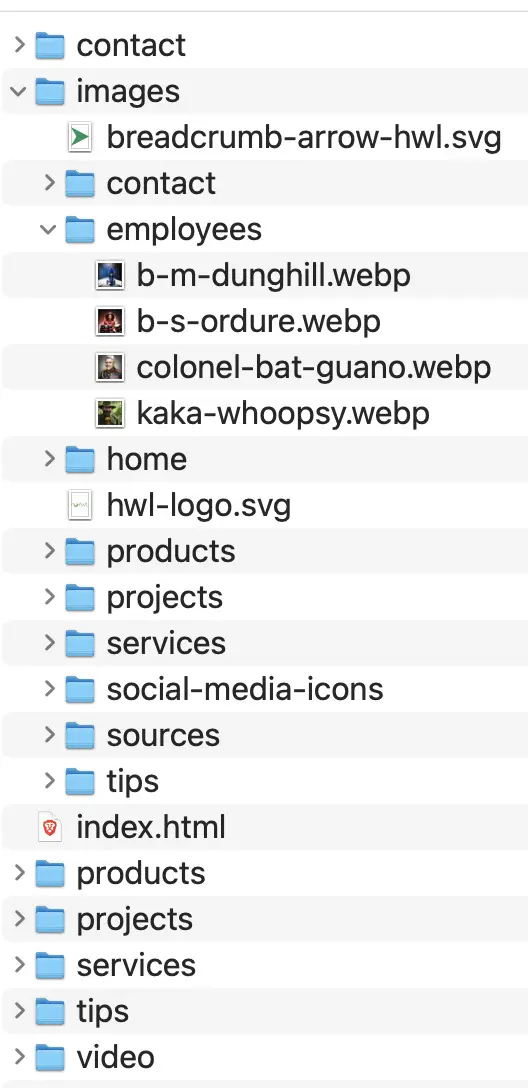 contact
images
breadcrumb-arrow-hwl.svg
contact
employees
b-m-dunghill.webp
b-s-ordure.webp
colonel-bat-guano.webp
kaka-whoopsy.webp
home
hwl-logo.svg
products
projects
services
social-media-icons
sources
tips
index.html
products
projects
services
tips
video